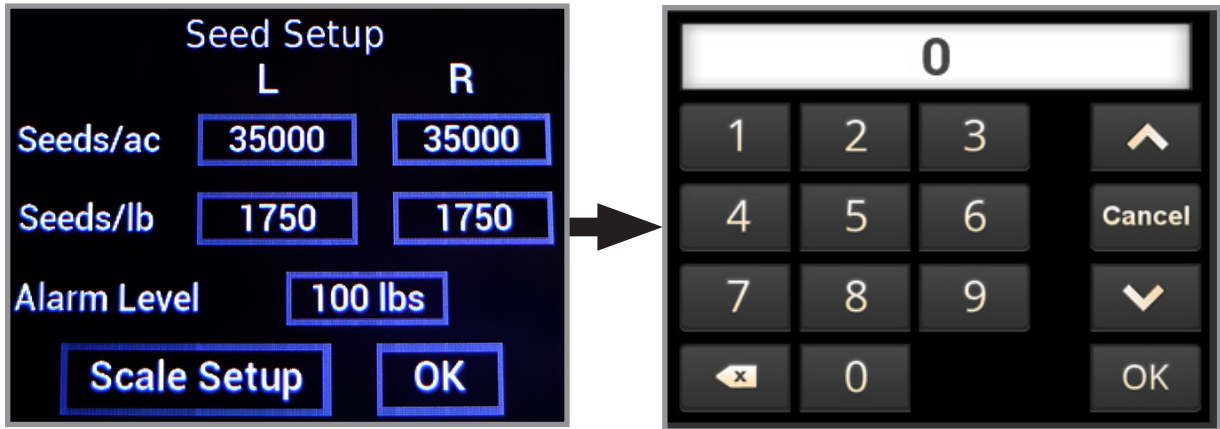 Seed Setup
L R
Seeds/ac 35000 35000
Seeds/lb 1750 1750
Alarm Level 100 lbs
Scale Setup OK
0
1 2 3
4 5 6 Cancel
7 8 9
x 0 OK